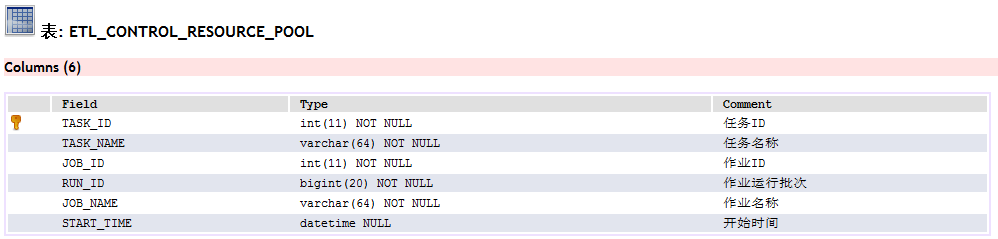 表: ETL_CONTROL_RESOURCE_POOL
Columns (6)
Field Type Comment
TASK_ID int(11) NOT NULL 任务ID
TASK_NAME varchar(64) NOT NULL 任务名称
JOB_ID int(11) NOT NULL 作业ID
RUN_ID bigint(20) NOT NULL 作业运行批次
JOB_NAME varchar(64) NOT NULL 作业名称
START_TIME datetime NULL 开始时间